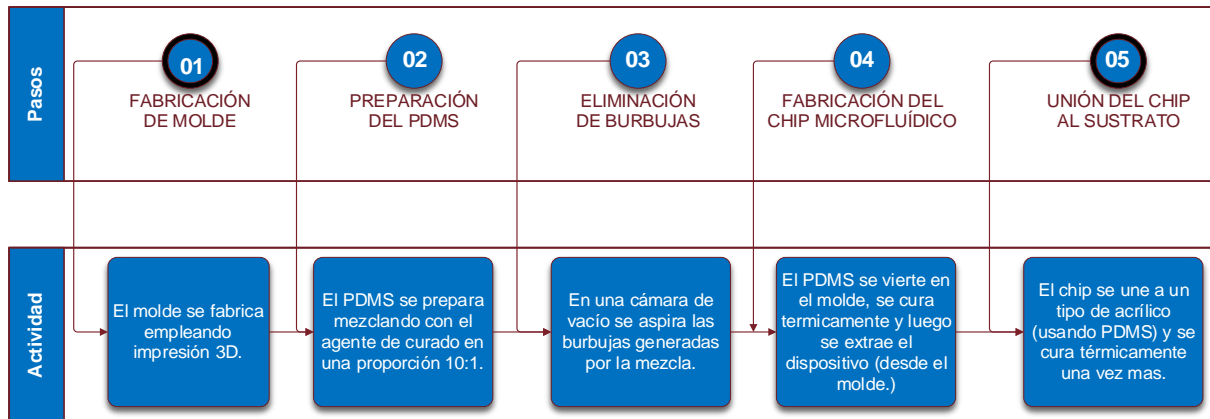 Pasos
01
FABRICACIÓN
DE MOLDE
02
PREPARACIÓN
DEL PDMS
03
ELIMINACIÓN
DE BURBUJAS
04
FABRICACIÓN DEL
CHIP MICROFLUÍDICO
05
UNIÓN DEL CHIP
AL SUSTRATO
Actividad
El molde se fabrica
empleando
impresión 3D.
El PDMS se prepara
mezclando con el
agente de curado en
una proporción 10:1.
En una cámara de
vacío se aspira las
burbujas generadas
por la mezcla.
El PDMS se vierte en
el molde, se cura
termicamente y luego
se extrae el
dispositivo (desde el
molde.)
El chip se une a un
tipo de acrílico
(usando PDMS) y se
cura térmicamente
una vez mas.